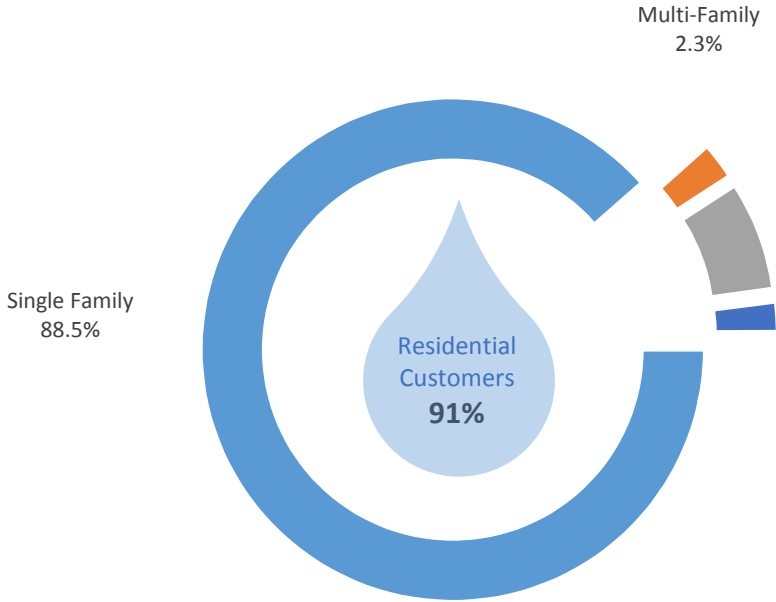 Multi-Family
2.3%
Single Family
88.5%
Residential
Customers
91%